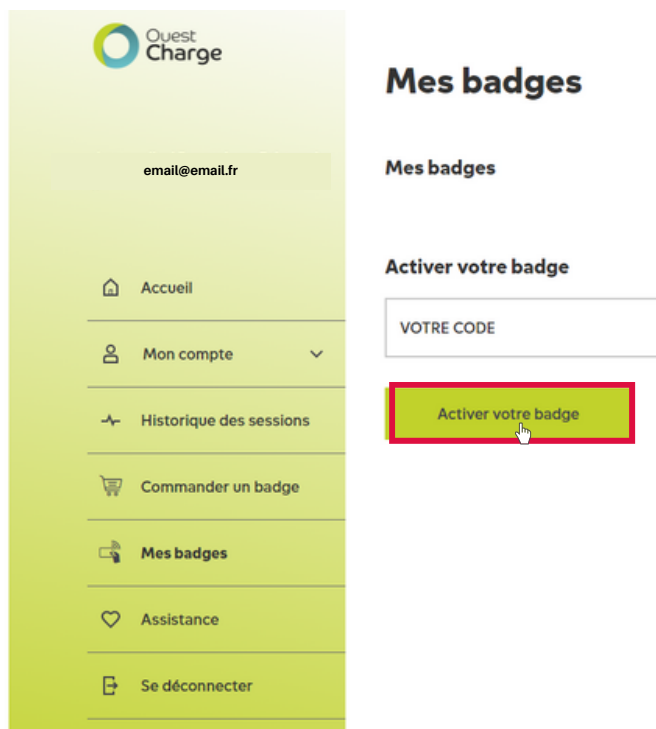 Ouest
Charge
email@email.fr
Accueil
Mon compte
Historique des sessions
Commander un badge
Mes badges
Assistance
Se déconnecter
Mes badges
Mes badges
Activer votre badge
VOTRE CODE
Activer votre badge